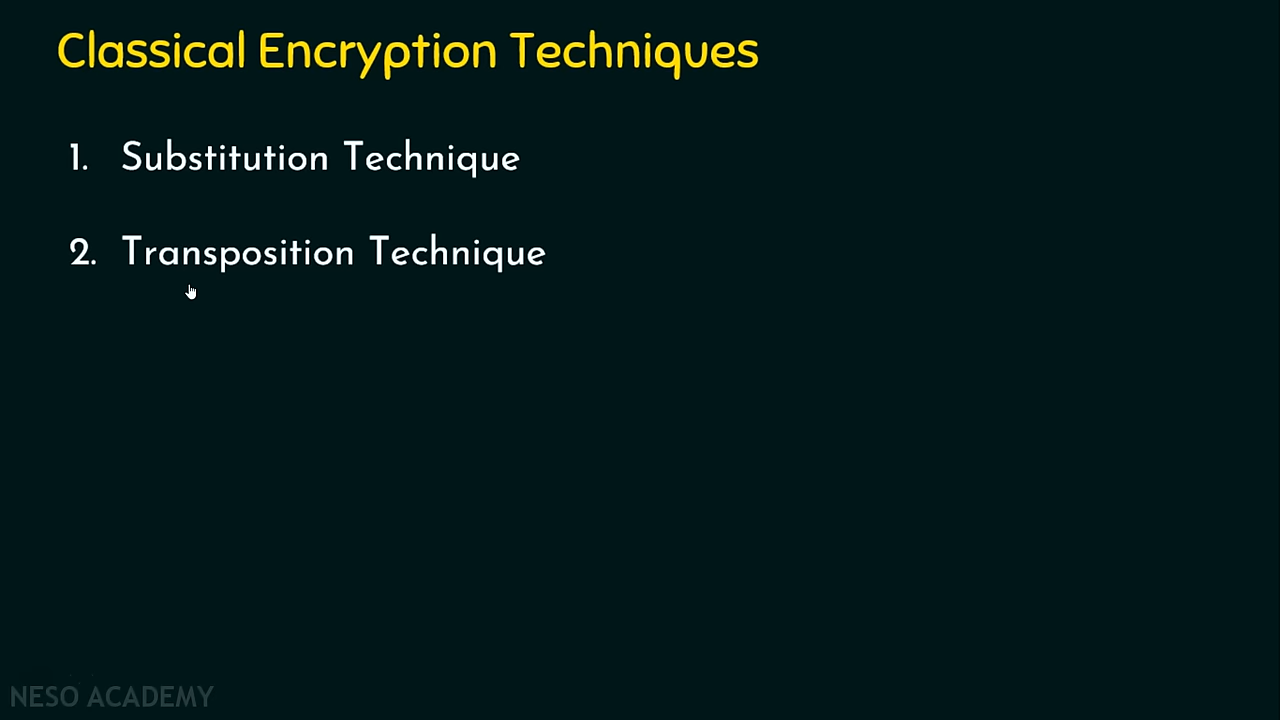 Classical Encryption Techniques
1. Substitution Technique
2. Transposition Technique
NESO ACADEMY